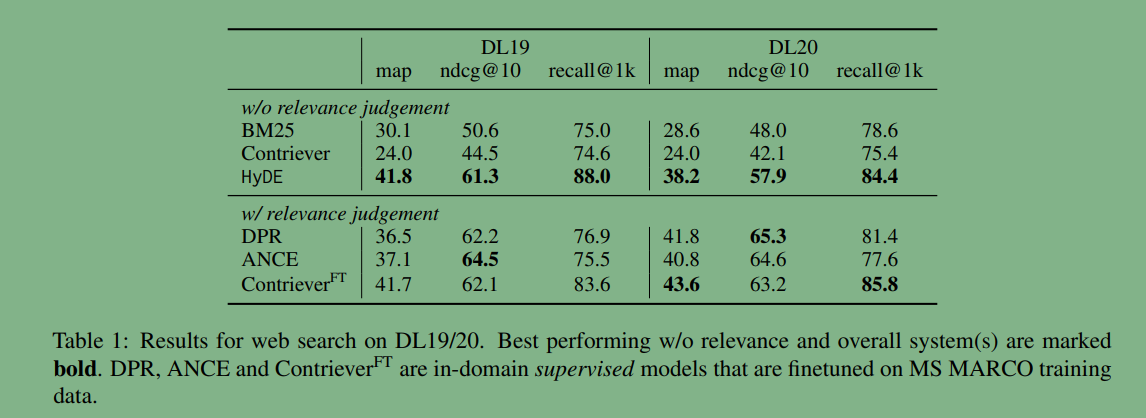 DL19 DL20
map ndcg@10 recall@1k map ndcg@10 recall@1k
w/o relevance judgement
BM25 30.1 50.6 75.0 28.6 48.0 78.6
Contriever 24.0 44.5 74.6 24.0 42.1 75.4
HyDE 41.8 61.3 88.0 38.2 57.9 84.4
w/ relevance judgement
DPR 36.5 62.2 76.9 41.8 65.3 81.4
ANCE 37.1 64.5 75.5 40.8 64.6 77.6
Contriever^FT 41.7 62.1 83.6 43.6 63.2 85.8
Table 1: Results for web search on DL19/20. Best performing w/o relevance and overall system(s) are marked
bold. DPR, ANCE and Contriever^FT are in-domain supervised models that are finetuned on MS MARCO training
data.